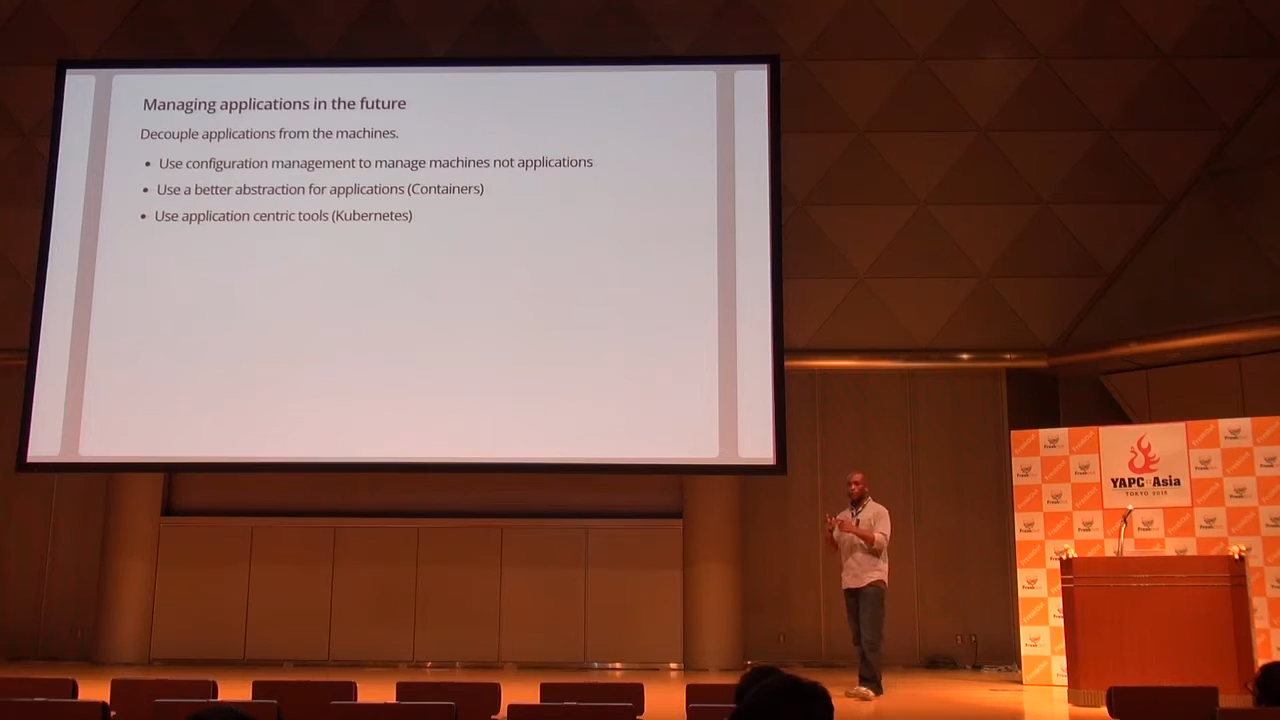 Managing applications in the future
Decouple applications from the machines.
• Use configuration management to manage machines not applications
• Use a better abstraction for applications (Containers)
• Use application centric tools (Kubernetes)
YAPC::Asia
TOKYO 2015